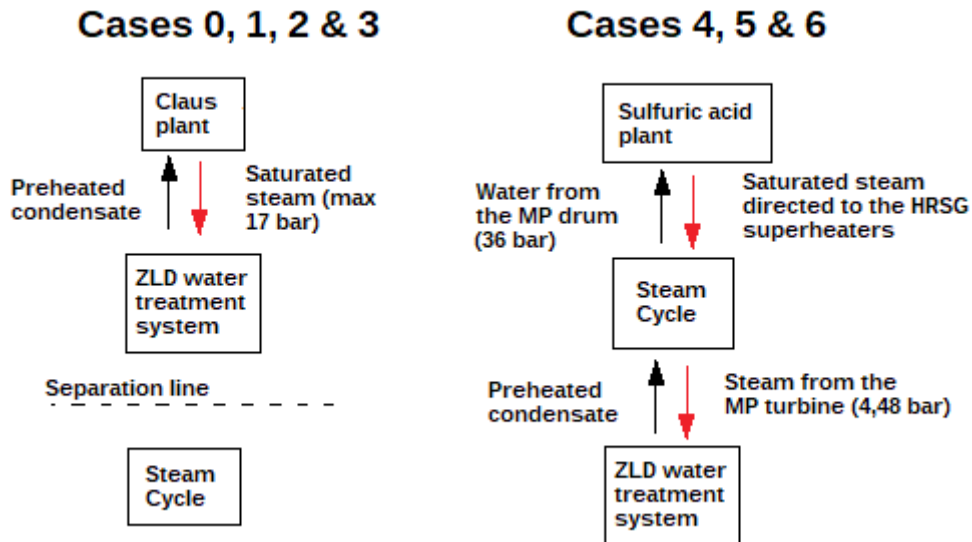 Cases 0, 1, 2 & 3
Claus
plant
Preheated
condensate
Saturated
steam (max
17 bar)
ZLD water
treatment
system
Separation line
Steam
Cycle
Cases 4, 5 & 6
Sulfuric acid
plant
Water from
the MP drum
(36 bar)
Saturated steam
directed to the HRSG
superheaters
Steam
Cycle
Preheated
condensate
Steam from the
MP turbine (4,48 bar)
ZLD water
treatment
system